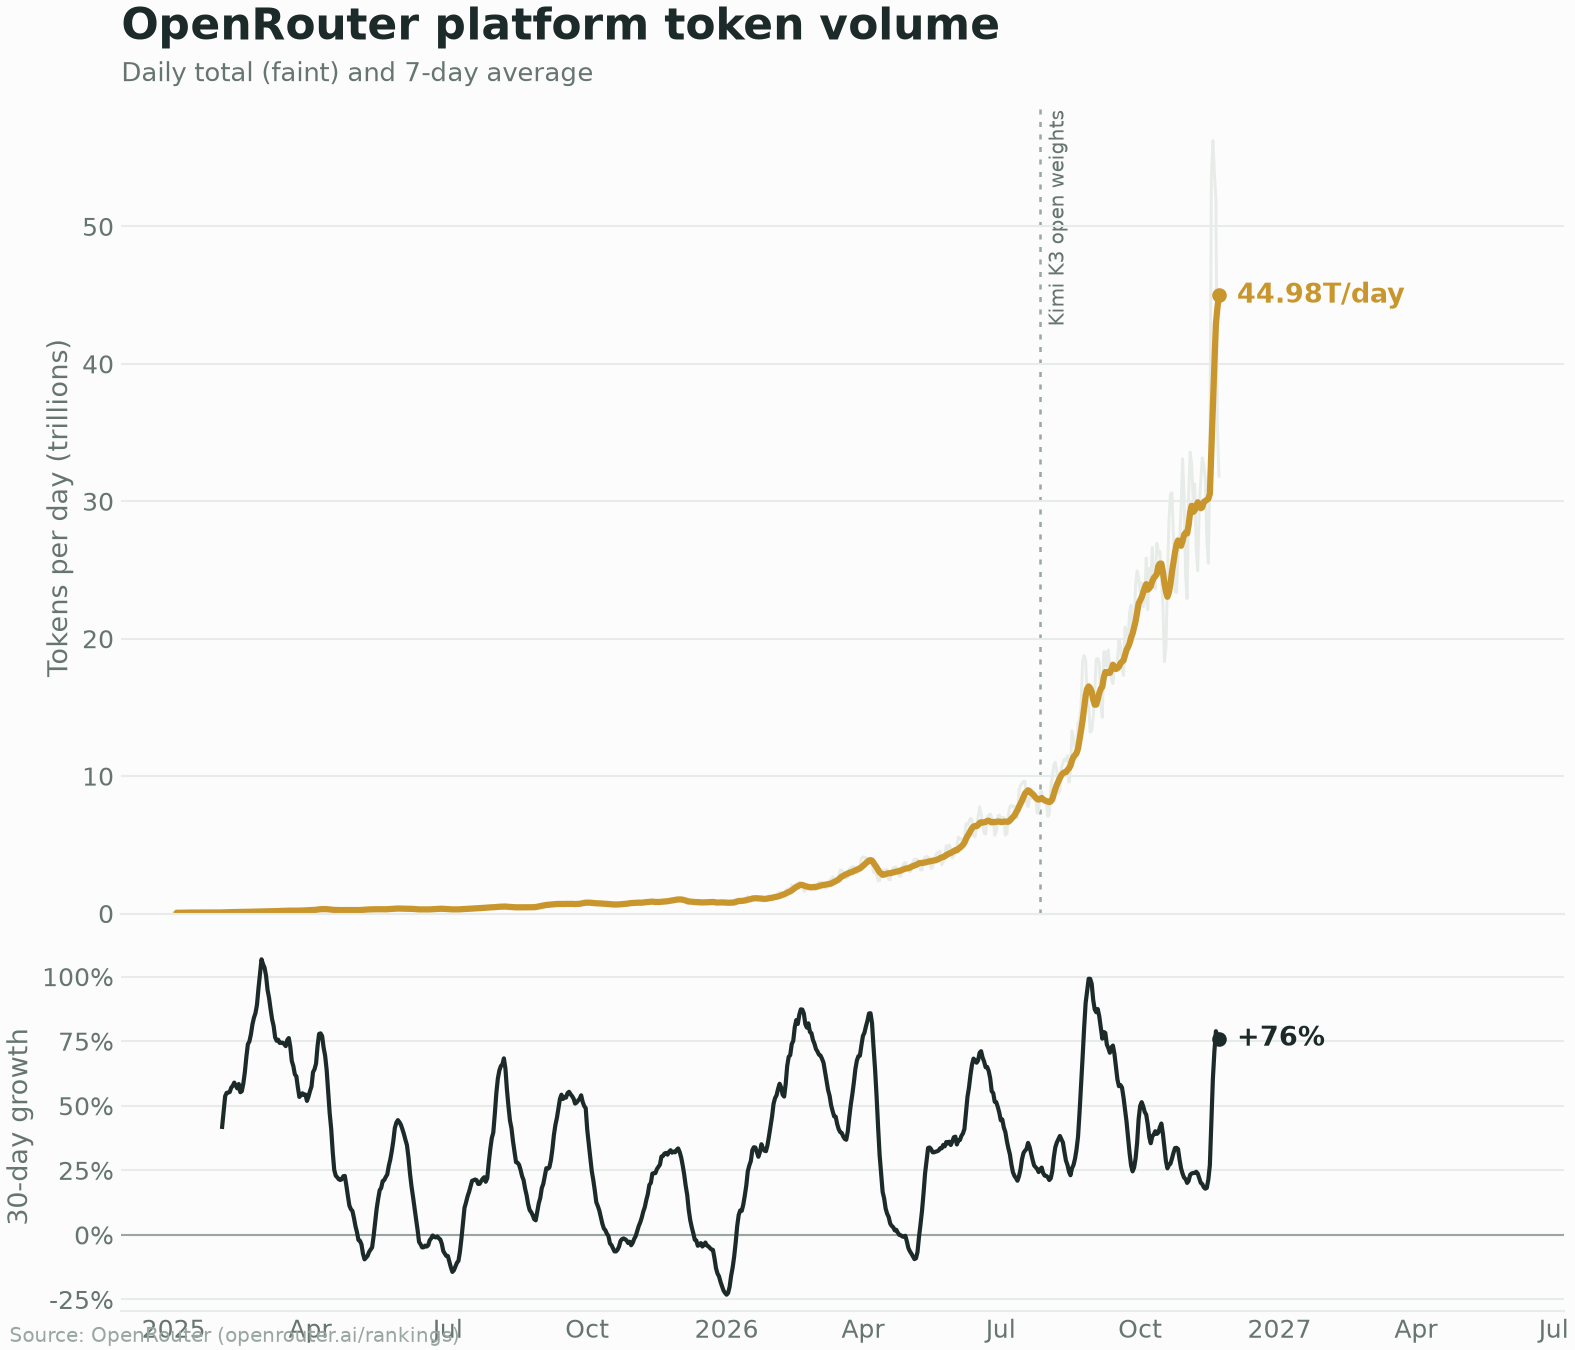 OpenRouter platform token volume
Daily total (faint) and 7-day average
Kimi K3 open weights
Tokens per day (trillions)
50
40
30
20
10
0
44.98T/day
30-day growth
100%
75%
50%
25%
0%
-25%
+76%
2025 Apr Jul Oct 2026 Apr Jul Oct 2027 Apr Jul
Source: OpenRouter (openrouter.ai/rankings)